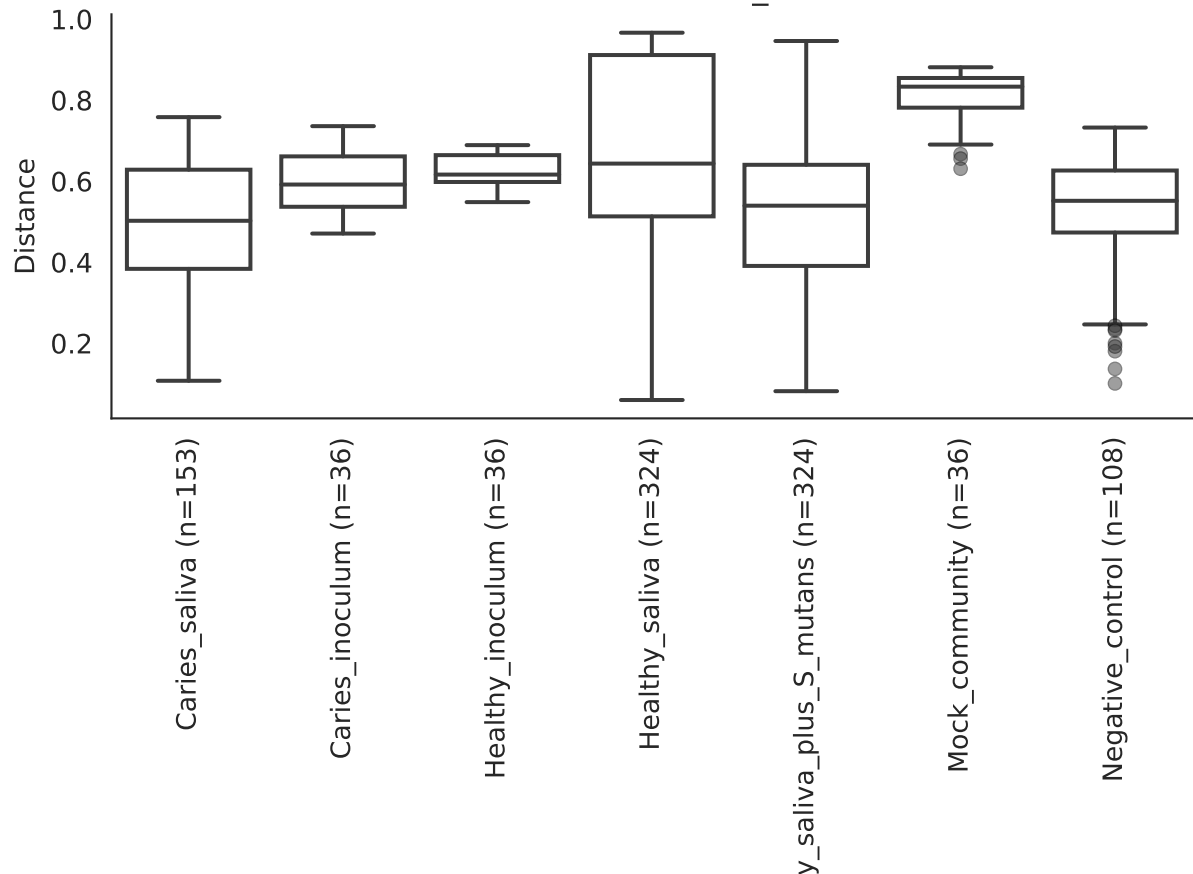 1.0
0.8
0.6
0.4
0.2
Distance
Caries_saliva (n=153)
Caries_inoculum (n=36)
Healthy_inoculum (n=36)
Healthy_saliva (n=324)
y_saliva_plus_S_mutans (n=324)
Mock_community (n=36)
Negative_control (n=108)